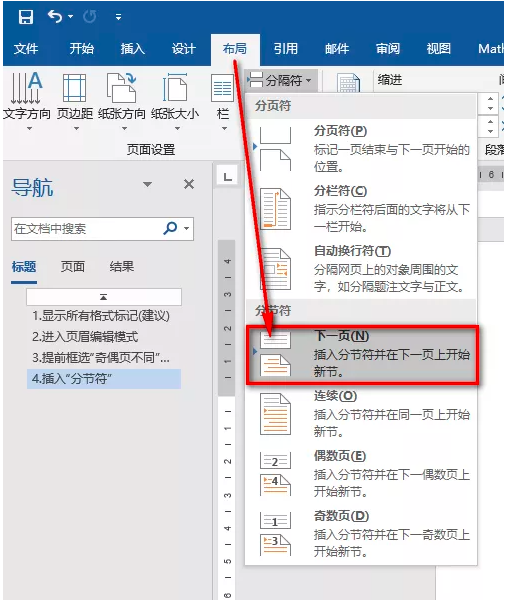 文件 开始 插入 设计 布局 引用 邮件 审阅 视图 Math
文字方向 页边距 纸张方向 纸张大小 栏
分隔符 缩进
页面设置
段落
导航
在文档中搜索
标题 页面 结果
1.显示所有格式标记(建议)
2.进入页眉编辑模式
3.提前框选"奇偶页不同"...
4.插入"分节符"
分页符
分页符(P)
标记一页结束与下一页开始的
位置。
分栏符(C)
指示分栏符后面的文字将从下
一栏开始。
自动换行符(T)
分隔网页上的对象周围的文
字，如分隔题注文字与正文。
分节符
下一页(N)
插入分节符并在下一页上开始
新节。
连续(O)
插入分节符并在同一页上开始
新节。
偶数页(E)
插入分节符并在下一偶数页上
开始新节。
奇数页(D)
插入分节符并在下一奇数页上
开始新节。